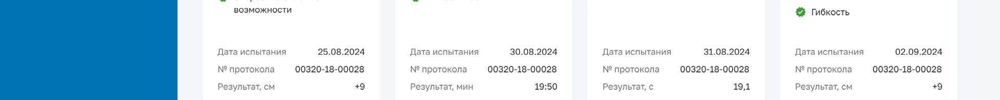 возможности
Гибкость
Дата испытания 25.08.2024
№ протокола 00320-18-00028
Результат, см +9
Дата испытания 30.08.2024
№ протокола 00320-18-00028
Результат, мин 19:50
Дата испытания 31.08.2024
№ протокола 00320-18-00028
Результат, с 19,1
Дата испытания 02.09.2024
№ протокола 00320-18-00028
Результат, см +9